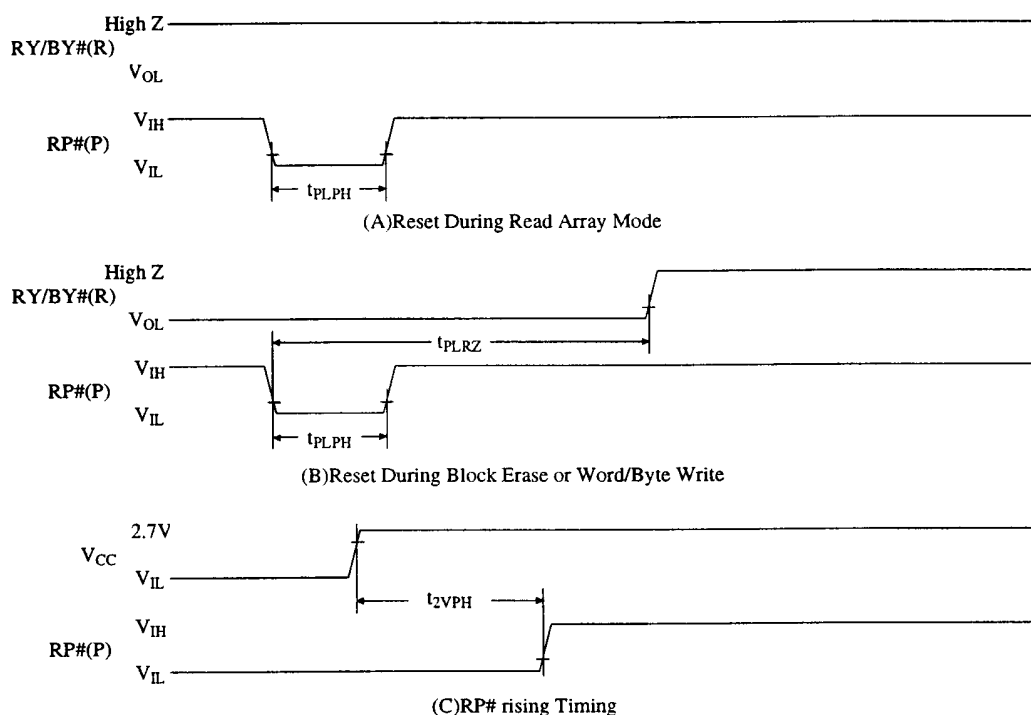 High Z
RY/BY#(R)
VOL
VIH
RP#(P)
VIL
tPLPH
(A)Reset During Read Array Mode
High Z
RY/BY#(R)
VOL
tPLRZ
VIH
RP#(P)
VIL
tPLPH
(B)Reset During Block Erase or Word/Byte Write
2.7V
VCC
VIL
t2VPH
VIH
RP#(P)
VIL
(C)RP# rising Timing